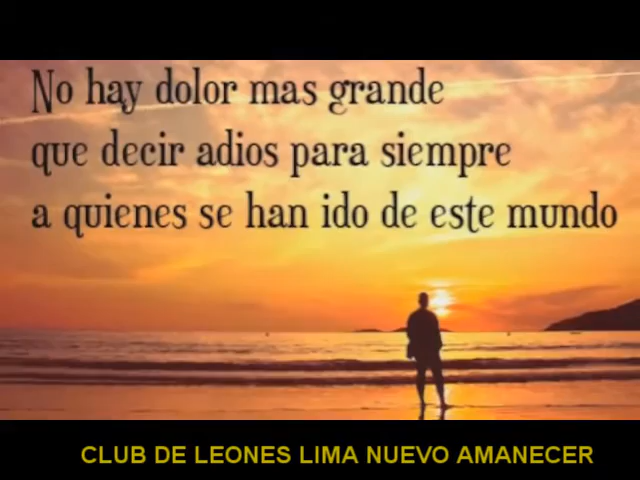 No hay dolor mas grande
que decir adios para siempre
a quienes se han ido de este mundo
CLUB DE LEONES LIMA NUEVO AMANECER